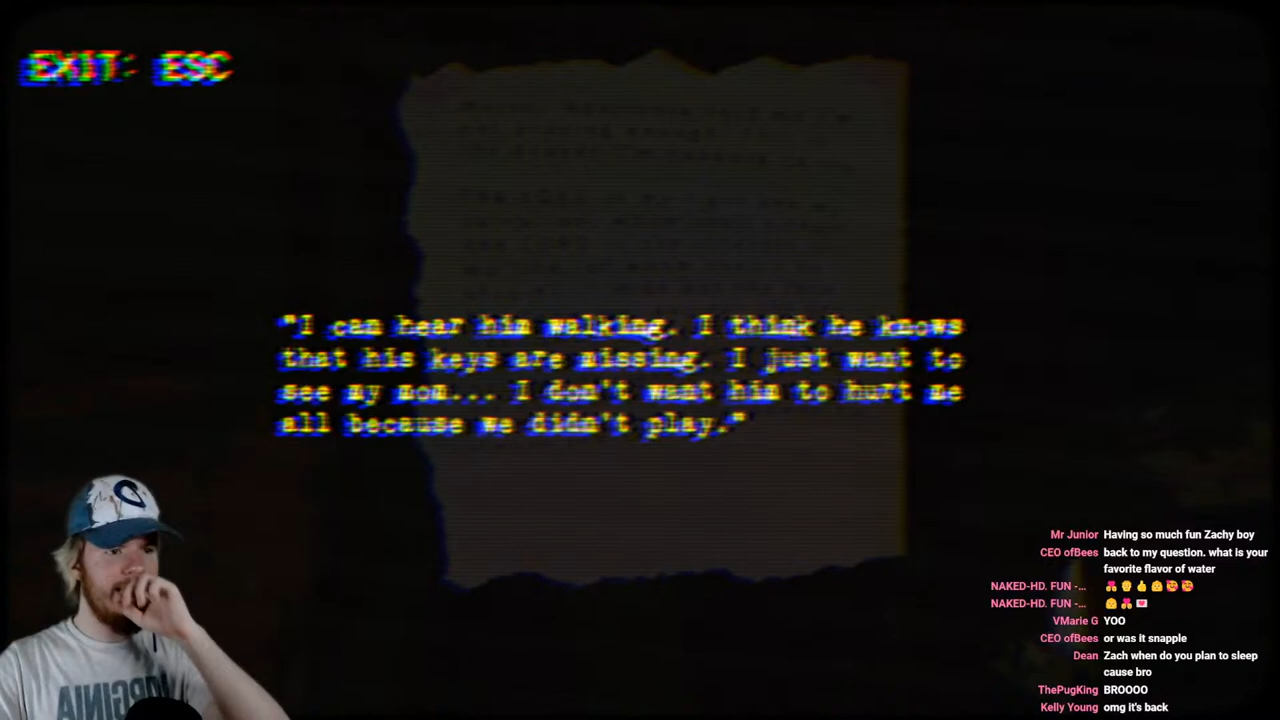 EXIT: ESC
"I can hear him walking. I think he knows
that his keys are missing. I just want to
see my mom... I don't want him to hurt me
all because we didn't play."
Mr Junior Having so much fun Zachy boy
CEO ofBees back to my question. what is your
favorite flavor of water
NAKED-HD. FUN -... 
NAKED-HD. FUN -... 
VMarie G YOO
CEO ofBees or was it snapple
Dean Zach when do you plan to sleep
cause bro
ThePugKing BROOOO
Kelly Young omg it's back